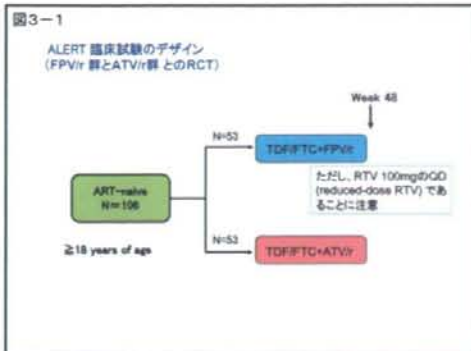 図3-1
ALERT 臨床試験のデザイン
(FPV/r 群とATV/r群 とのRCT)
Week 48
N=53
TDF/FTC+FPV/r
ART-naive
N=106
ただし、RTV 100mgのQD
(reduced-dose RTV) であ
ることに注意
≧18 years of age
N=53
TDF/FTC+ATV/r